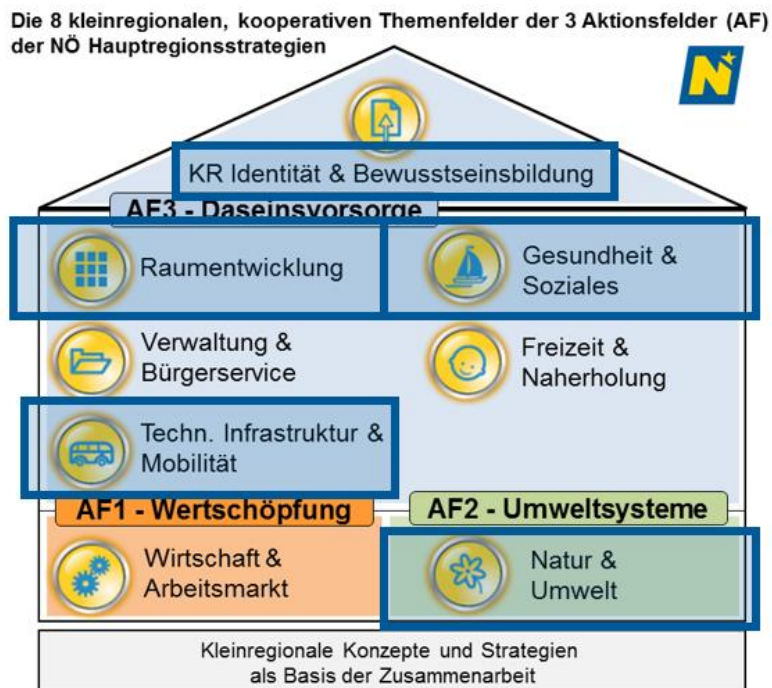 Die 8 kleinregionalen, kooperativen Themenfelder der 3 Aktionsfelder (AF)
der NÖ Hauptregionsstrategien
N
KR Identität & Bewusstseinsbildung
AF3 - Daseinsvorsorge
Raumentwicklung
Gesundheit &
Soziales
Verwaltung &
Bürgerservice
Freizeit &
Naherholung
Techn. Infrastruktur &
Mobilität
AF1 - Wertschöpfung
AF2 - Umweltsysteme
Wirtschaft &
Arbeitsmarkt
Natur &
Umwelt
Kleinregionale Konzepte und Strategien
als Basis der Zusammenarbeit